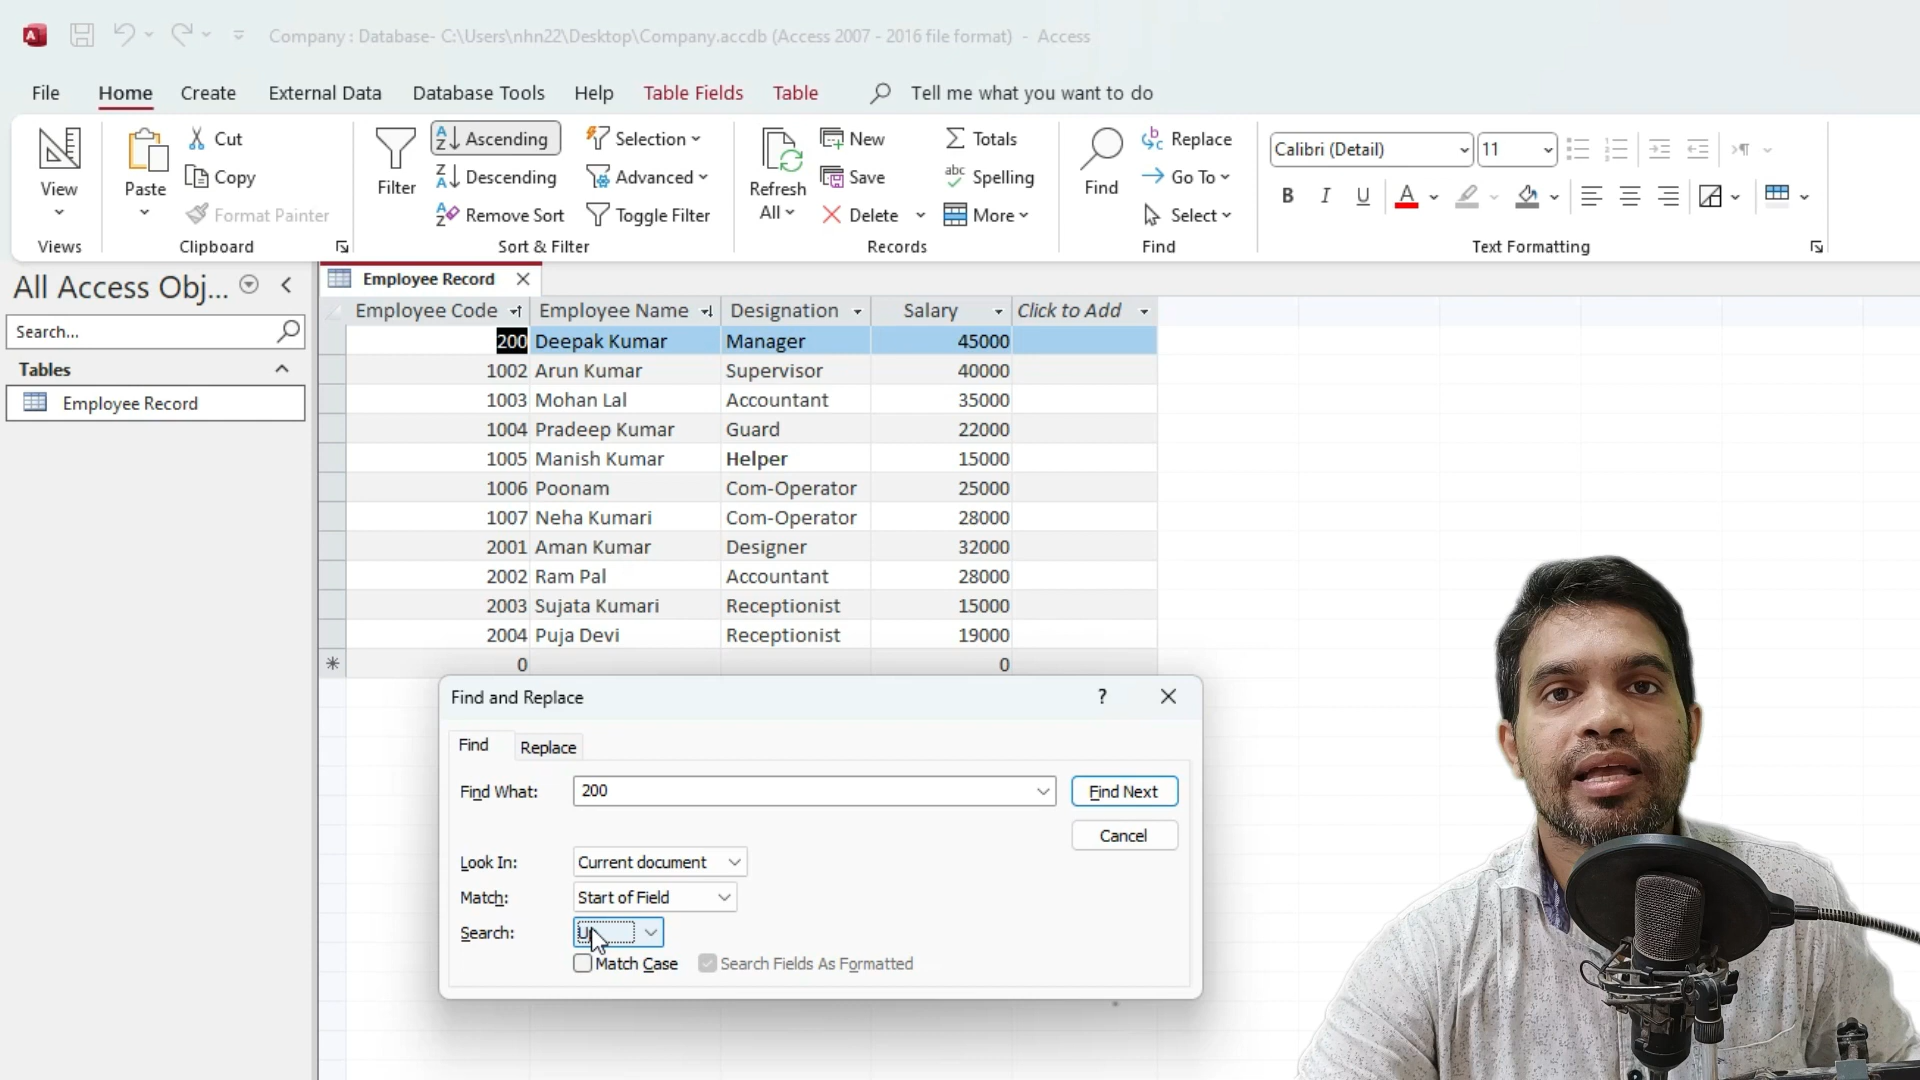 Company : Database- C:\Users\nhn22\Desktop\Company.accdb (Access 2007 - 2016 file format) - Access
File Home Create External Data Database Tools Help Table Fields Table Tell me what you want to do
View
Views
Paste
Cut
Copy
Format Painter
Clipboard
Filter
Ascending
Descending
Remove Sort
Selection
Advanced
Toggle Filter
Sort & Filter
Refresh
All
New
Save
Delete
Totals
Spelling
More
Records
Find
Replace
Go To
Select
Find
Calibri (Detail) 11
B I U A
Text Formatting
All Access Obj...
Search...
Tables
Employee Record
Employee Record
Employee Code Employee Name Designation Salary Click to Add
200 Deepak Kumar Manager 45000
1002 Arun Kumar Supervisor 40000
1003 Mohan Lal Accountant 35000
1004 Pradeep Kumar Guard 22000
1005 Manish Kumar Helper 15000
1006 Poonam Com-Operator 25000
1007 Neha Kumari Com-Operator 28000
2001 Aman Kumar Designer 32000
2002 Ram Pal Accountant 28000
2003 Sujata Kumari Receptionist 15000
2004 Puja Devi Receptionist 19000
0 0
Find and Replace ?
Find Replace
Find What: 200 Find Next
Cancel
Look In: Current document
Match: Start of Field
Search:
Match Case Search Fields As Formatted